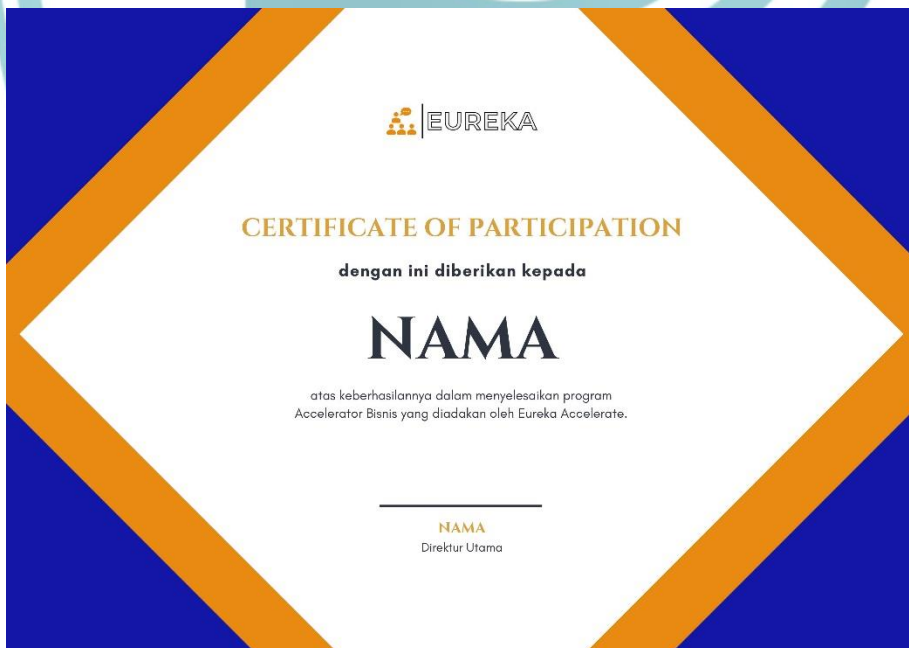 EUREKA
CERTIFICATE OF PARTICIPATION
dengan ini diberikan kepada
NAMA
atas keberhasilannya dalam menyelesaikan program
Accelerator Bisnis yang diadakan oleh Eureka Accelerate.
NAMA
Direktur Utama